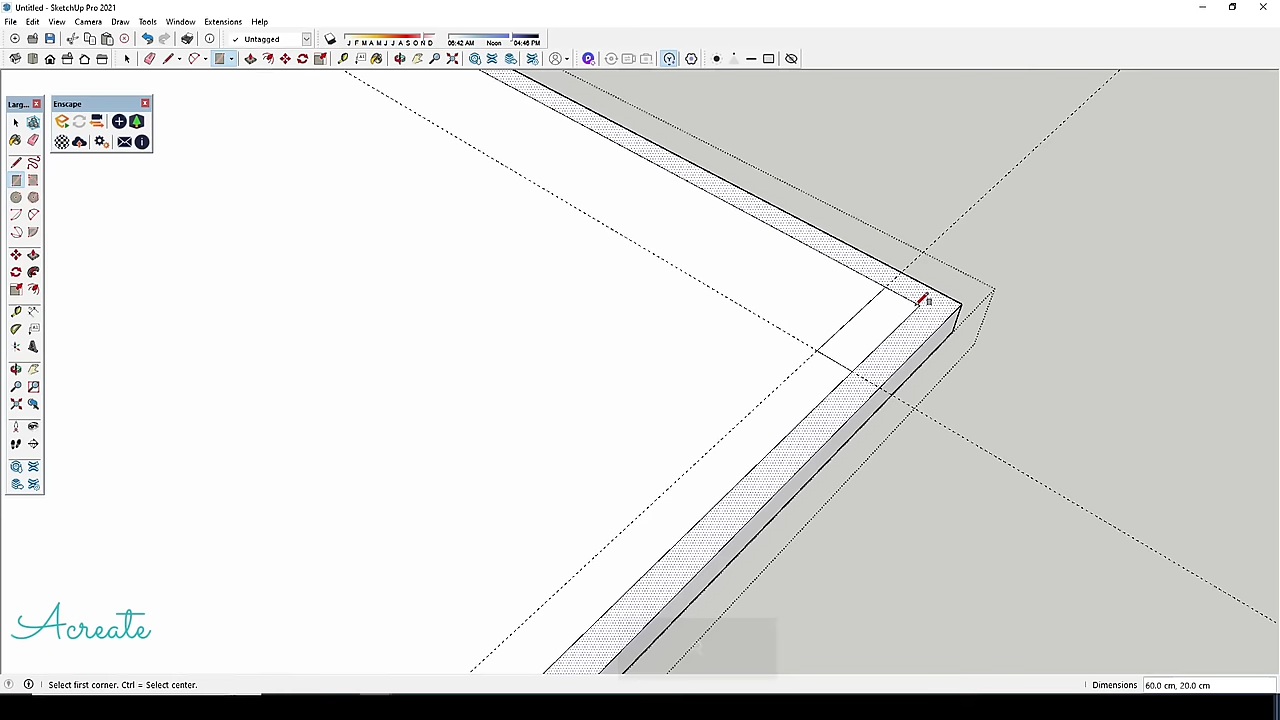 Untitled - SketchUp Pro 2021
File Edit View Camera Draw Tools Window Extensions Help
Untagged
J F M A M J J A S O N D
06:42 AM Noon 04:46 PM
Larg...
Enscape
Acreate
Select first corner. Ctrl = Select center.
Dimensions 60.0 cm, 20.0 cm